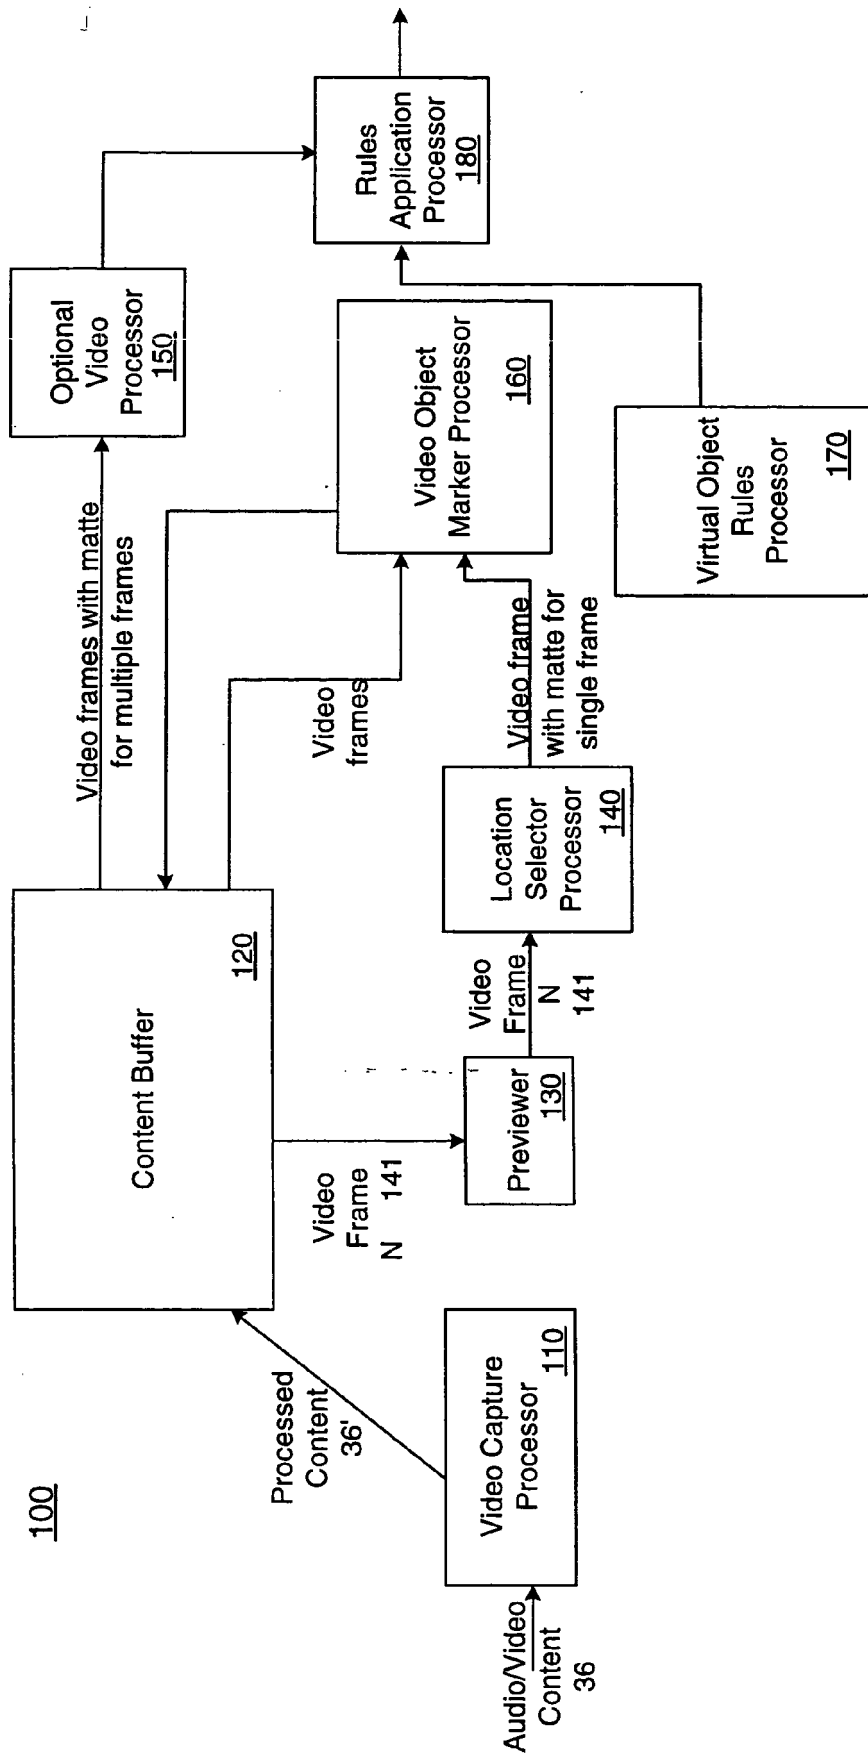 100
Audio/Video
Content
36
Video Capture
Processor
110
Processed
Content
36'
Content Buffer
120
Video
Frame
N 141
Previewer
130
Video
Frame
N
141
Location
Selector
Processor
140
Video
frames
Video frame
with matte for
single frame
Video frames with matte
for multiple frames
Optional
Video
Processor
150
Video Object
Marker Processor
160
Virtual Object
Rules
Processor
170
Rules
Application
Processor
180